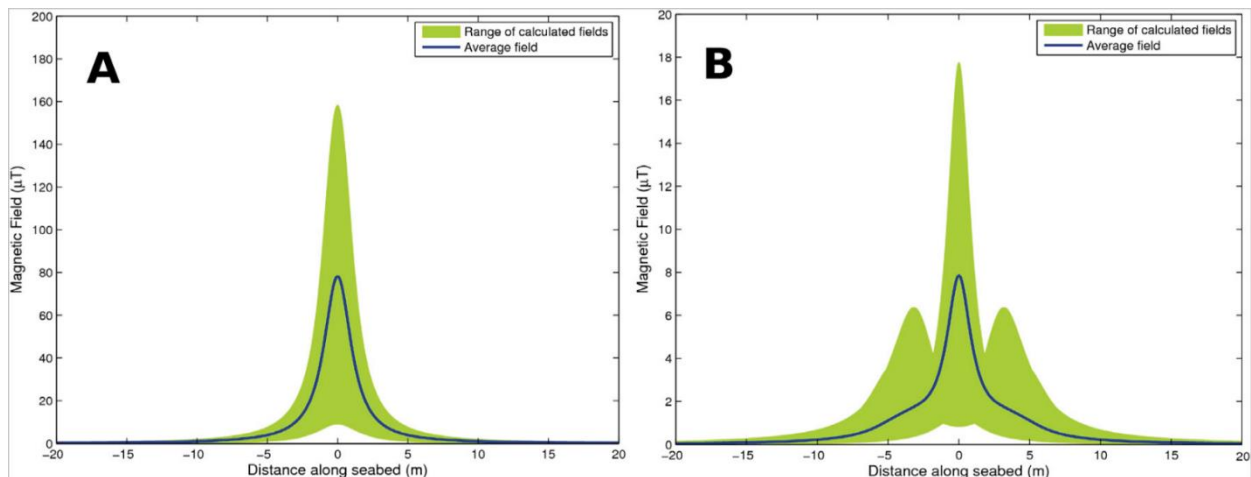 A
Range of calculated fields
Average field
Magnetic Field (µT)
200
180
160
140
120
100
80
60
40
20
0
−20 −15 −10 −5 0 5 10 15 20
Distance along seabed (m)
B
Range of calculated fields
Average field
Magnetic Field (µT)
20
18
16
14
12
10
8
6
4
2
0
−20 −15 −10 −5 0 5 10 15 20
Distance along seabed (m)